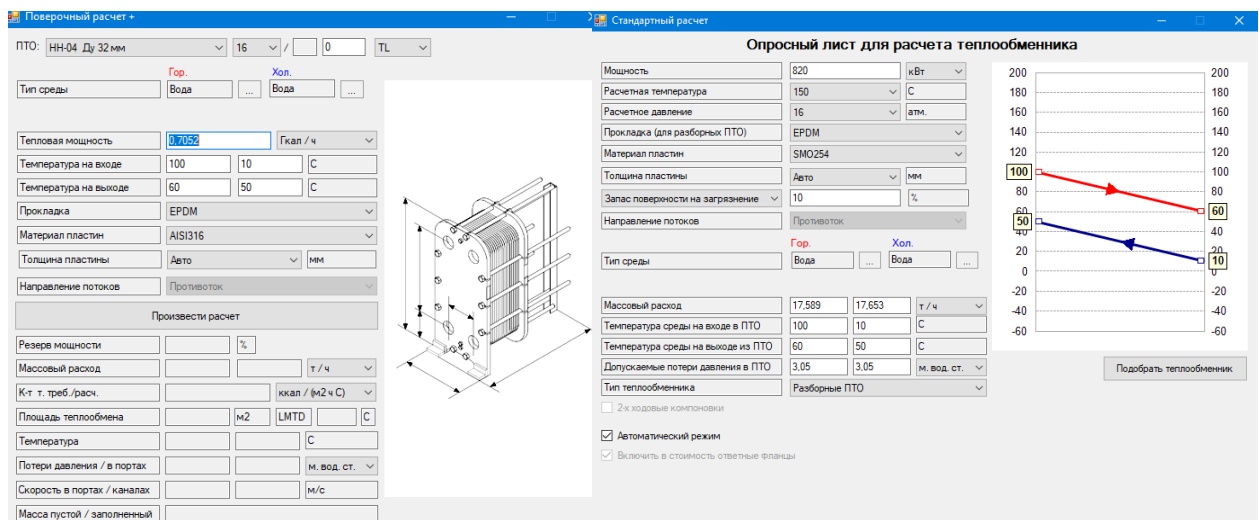 Поверочный расчет +
ПТО: НН-04 Ду 32 мм 16 / 0 TL
Гор. Хол.
Тип среды Вода ... Вода ...
Тепловая мощность 0,7052 Гкал / ч
Температура на входе 100 10 C
Температура на выходе 60 50 C
Прокладка EPDM
Материал пластин AISI316
Толщина пластины Авто мм
Направление потоков Противоток
Произвести расчет
Резерв мощности %
Массовый расход т / ч
К-т т. треб./расч. ккал / (м2 ч С)
Площадь теплообмена м2 LMTD C
Температура C
Потери давления / в портах м. вод. ст.
Скорость в портах / каналах м/с
Масса пустой / заполненный
Стандартный расчет
Опросный лист для расчета теплообменника
Мощность 820 кВт
Расчетная температура 150 C
Расчетное давление 16 атм.
Прокладка (для разборных ПТО) EPDM
Материал пластин SMO254
Толщина пластины Авто мм
Запас поверхности на загрязнение 10 %
Направление потоков Противоток
Гор. Хол.
Тип среды Вода ... Вода ...
Массовый расход 17,589 17,653 т / ч
Температура среды на входе в ПТО 100 10 C
Температура среды на выходе из ПТО 60 50 C
Допускаемые потери давления в ПТО 3,05 3,05 м. вод. ст.
Тип теплообменника Разборные ПТО
2-х ходовые компоновки
Автоматический режим
Включить в стоимость ответные фланцы
200 200
180 180
160 160
140 140
120 120
100 100
80 80
60 60
50
40 40
20 20
10
0 0
-20 -20
-40 -40
-60 -60
Подобрать теплообменник